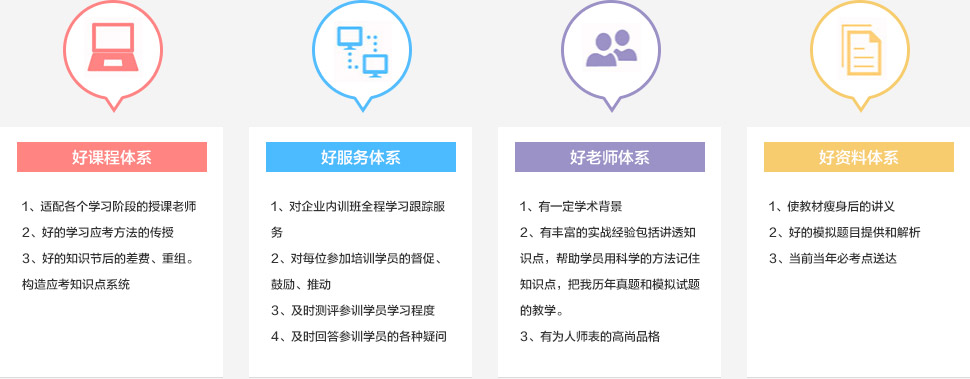 好课程体系
1、适配各个学习阶段的授课老师
2、好的学习应考方法的传授
3、好的知识节后的差费、重组。
构造应考知识点系统
好服务体系
1、对企业内训班全程学习跟踪服
务
2、对每位参加培训学员的督促、
鼓励、推动
3、及时测评参训学员学习程度
4、及时回答参训学员的各种疑问
好老师体系
1、有一定学术背景
2、有丰富的实战经验包括讲透知
识点，帮助学员用科学的方法记住
知识点，把我历年真题和模拟试题
的教学。
3、有为人师表的高尚品格
好资料体系
1、使教材瘦身后的讲义
2、好的模拟题目提供和解析
3、当前当年必考点送达